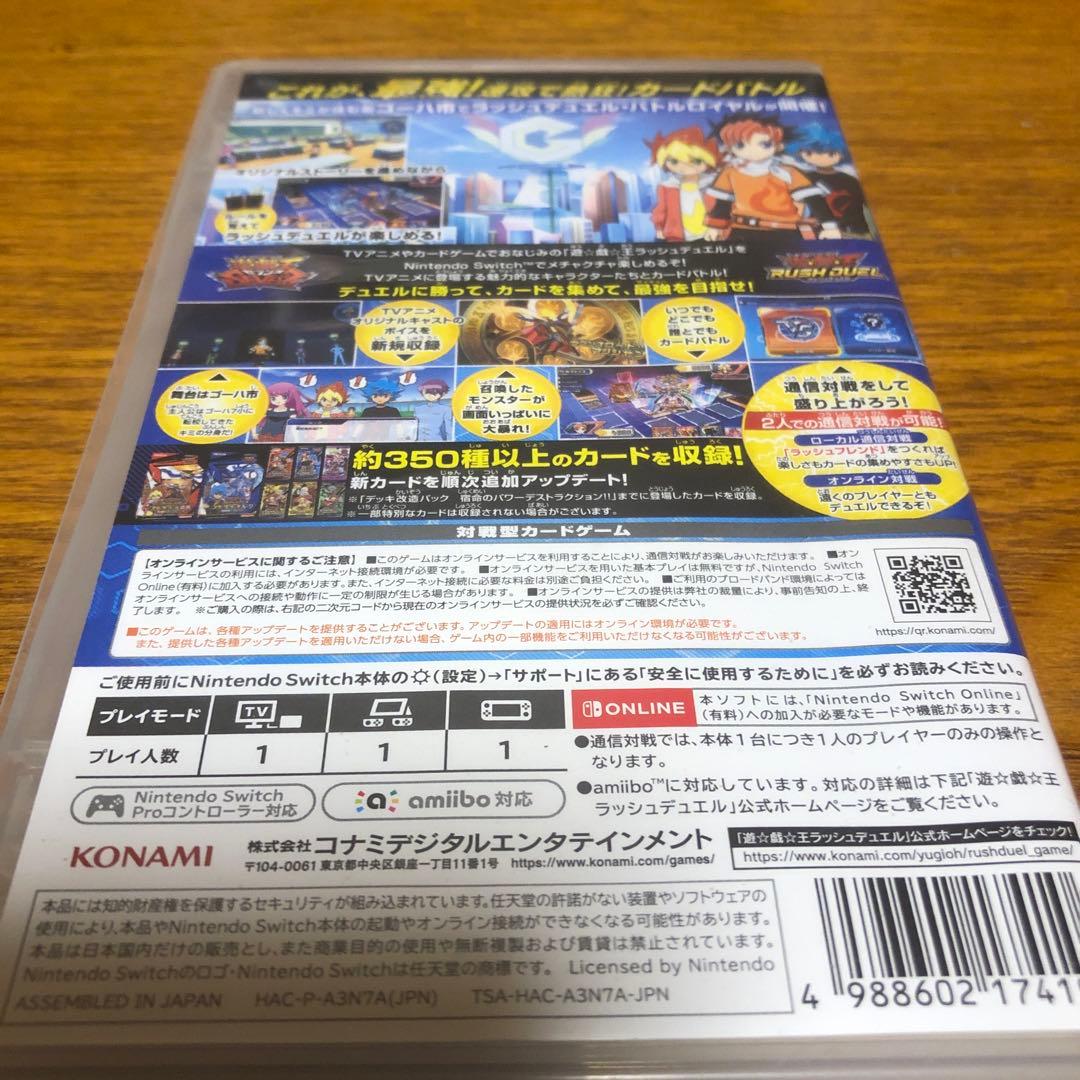 これが、最強!速攻で熱狂!カードバトル
ゴーハ市でラッシュデュエル・バトルロイヤルが開催!
オリジナルストーリーを進めながら
ルールを
覚えて
ラッシュデュエルが楽しめる!
TVアニメやカードゲームでおなじみの「遊☆戯☆王ラッシュデュエル」を
Nintendo Switch™でメチャクチャ楽しめるぞ!
TVアニメに登場する魅力的なキャラクターたちとカードバトル!
デュエルに勝って、カードを集めて、最強を目指せ!
RUSH DUEL
TVアニメ
オリジナルキャストの
ボイスを
新規収録
いつでも
どこでも
誰とでも
カードバトル
舞台はゴーハ市
主人公はゴーハ7小に
転校してきた
キミの分身だ!
召喚した
モンスターが
画面いっぱいに
大暴れ!
通信対戦をして
盛り上がろう!
2人での通信対戦が可能!
ローカル通信対戦
「ラッシュフレンド」をつくれば
楽しさもカードの集めやすさもUP!
オンライン対戦
遠くのプレイヤーとも
デュエルできるぞ!
約350種以上のカードを収録!
新カードを順次追加アップデート!
※「デッキ改造パック 宿命のパワーデストラクション!!」までに登場したカードを収録。
※一部特別なカードは収録されない場合がございます。
対戦型カードゲーム
【オンラインサービスに関するご注意】 ■このゲームはオンラインサービスを利用することにより、通信対戦がお楽しみいただけます。 ■オン
ラインサービスの利用には、インターネット接続環境が必要です。 ■オンラインサービスを用いた基本プレイは無料ですが、Nintendo Switch
Online(有料)に加入する必要があります。また、インターネット接続に必要な料金は別途ご負担ください。 ■ご利用のブロードバンド環境によっては
オンラインサービスへの接続や動作に一定の制限が生じる場合があります。 ■オンラインサービスの提供は弊社の裁量により、事前告知の上、終
了します。 ※ご購入の際は、右記の二次元コードから現在のオンラインサービスの提供状況を必ずご確認ください。
https://qr.konami.com/
■このゲームは、各種アップデートを提供することがございます。アップデートの適用にはオンライン環境が必要です。
また、提供した各種アップデートを適用いただけない場合、ゲーム内の一部機能をご利用いただけなくなる可能性がございます。
ご使用前にNintendo Switch本体の(設定)→「サポート」にある「安全に使用するために」を必ずお読みください。
プレイモード TV
プレイ人数 1 1 1
ONLINE
本ソフトには、「Nintendo Switch Online」
(有料)への加入が必要なモードや機能があります。
●通信対戦では、本体1台につき1人のプレイヤーのみの操作と
なります。
●amiibo™に対応しています。対応の詳細は下記「遊☆戯☆王
ラッシュデュエル」公式ホームページをご覧ください。
Nintendo Switch
Proコントローラー対応
amiibo 対応
KONAMI
株式会社コナミデジタルエンタテインメント
〒104-0061 東京都中央区銀座一丁目11番1号 https://www.konami.com/games/
「遊☆戯☆王ラッシュデュエル」公式ホームページをチェック!
https://www.konami.com/yugioh/rushduel_game/
本品には知的財産権を保護するセキュリティが組み込まれています。任天堂の許諾がない装置やソフトウェアの
使用により、本品やNintendo Switch本体の起動やオンライン接続ができなくなる可能性があります。
本品は日本国内だけの販売とし、また商業目的の使用や無断複製および賃貸は禁止されています。
Nintendo Switchのロゴ・Nintendo Switchは任天堂の商標です。 Licensed by Nintendo
ASSEMBLED IN JAPAN HAC-P-A3N7A(JPN) TSA-HAC-A3N7A-JPN
4 988602 1741